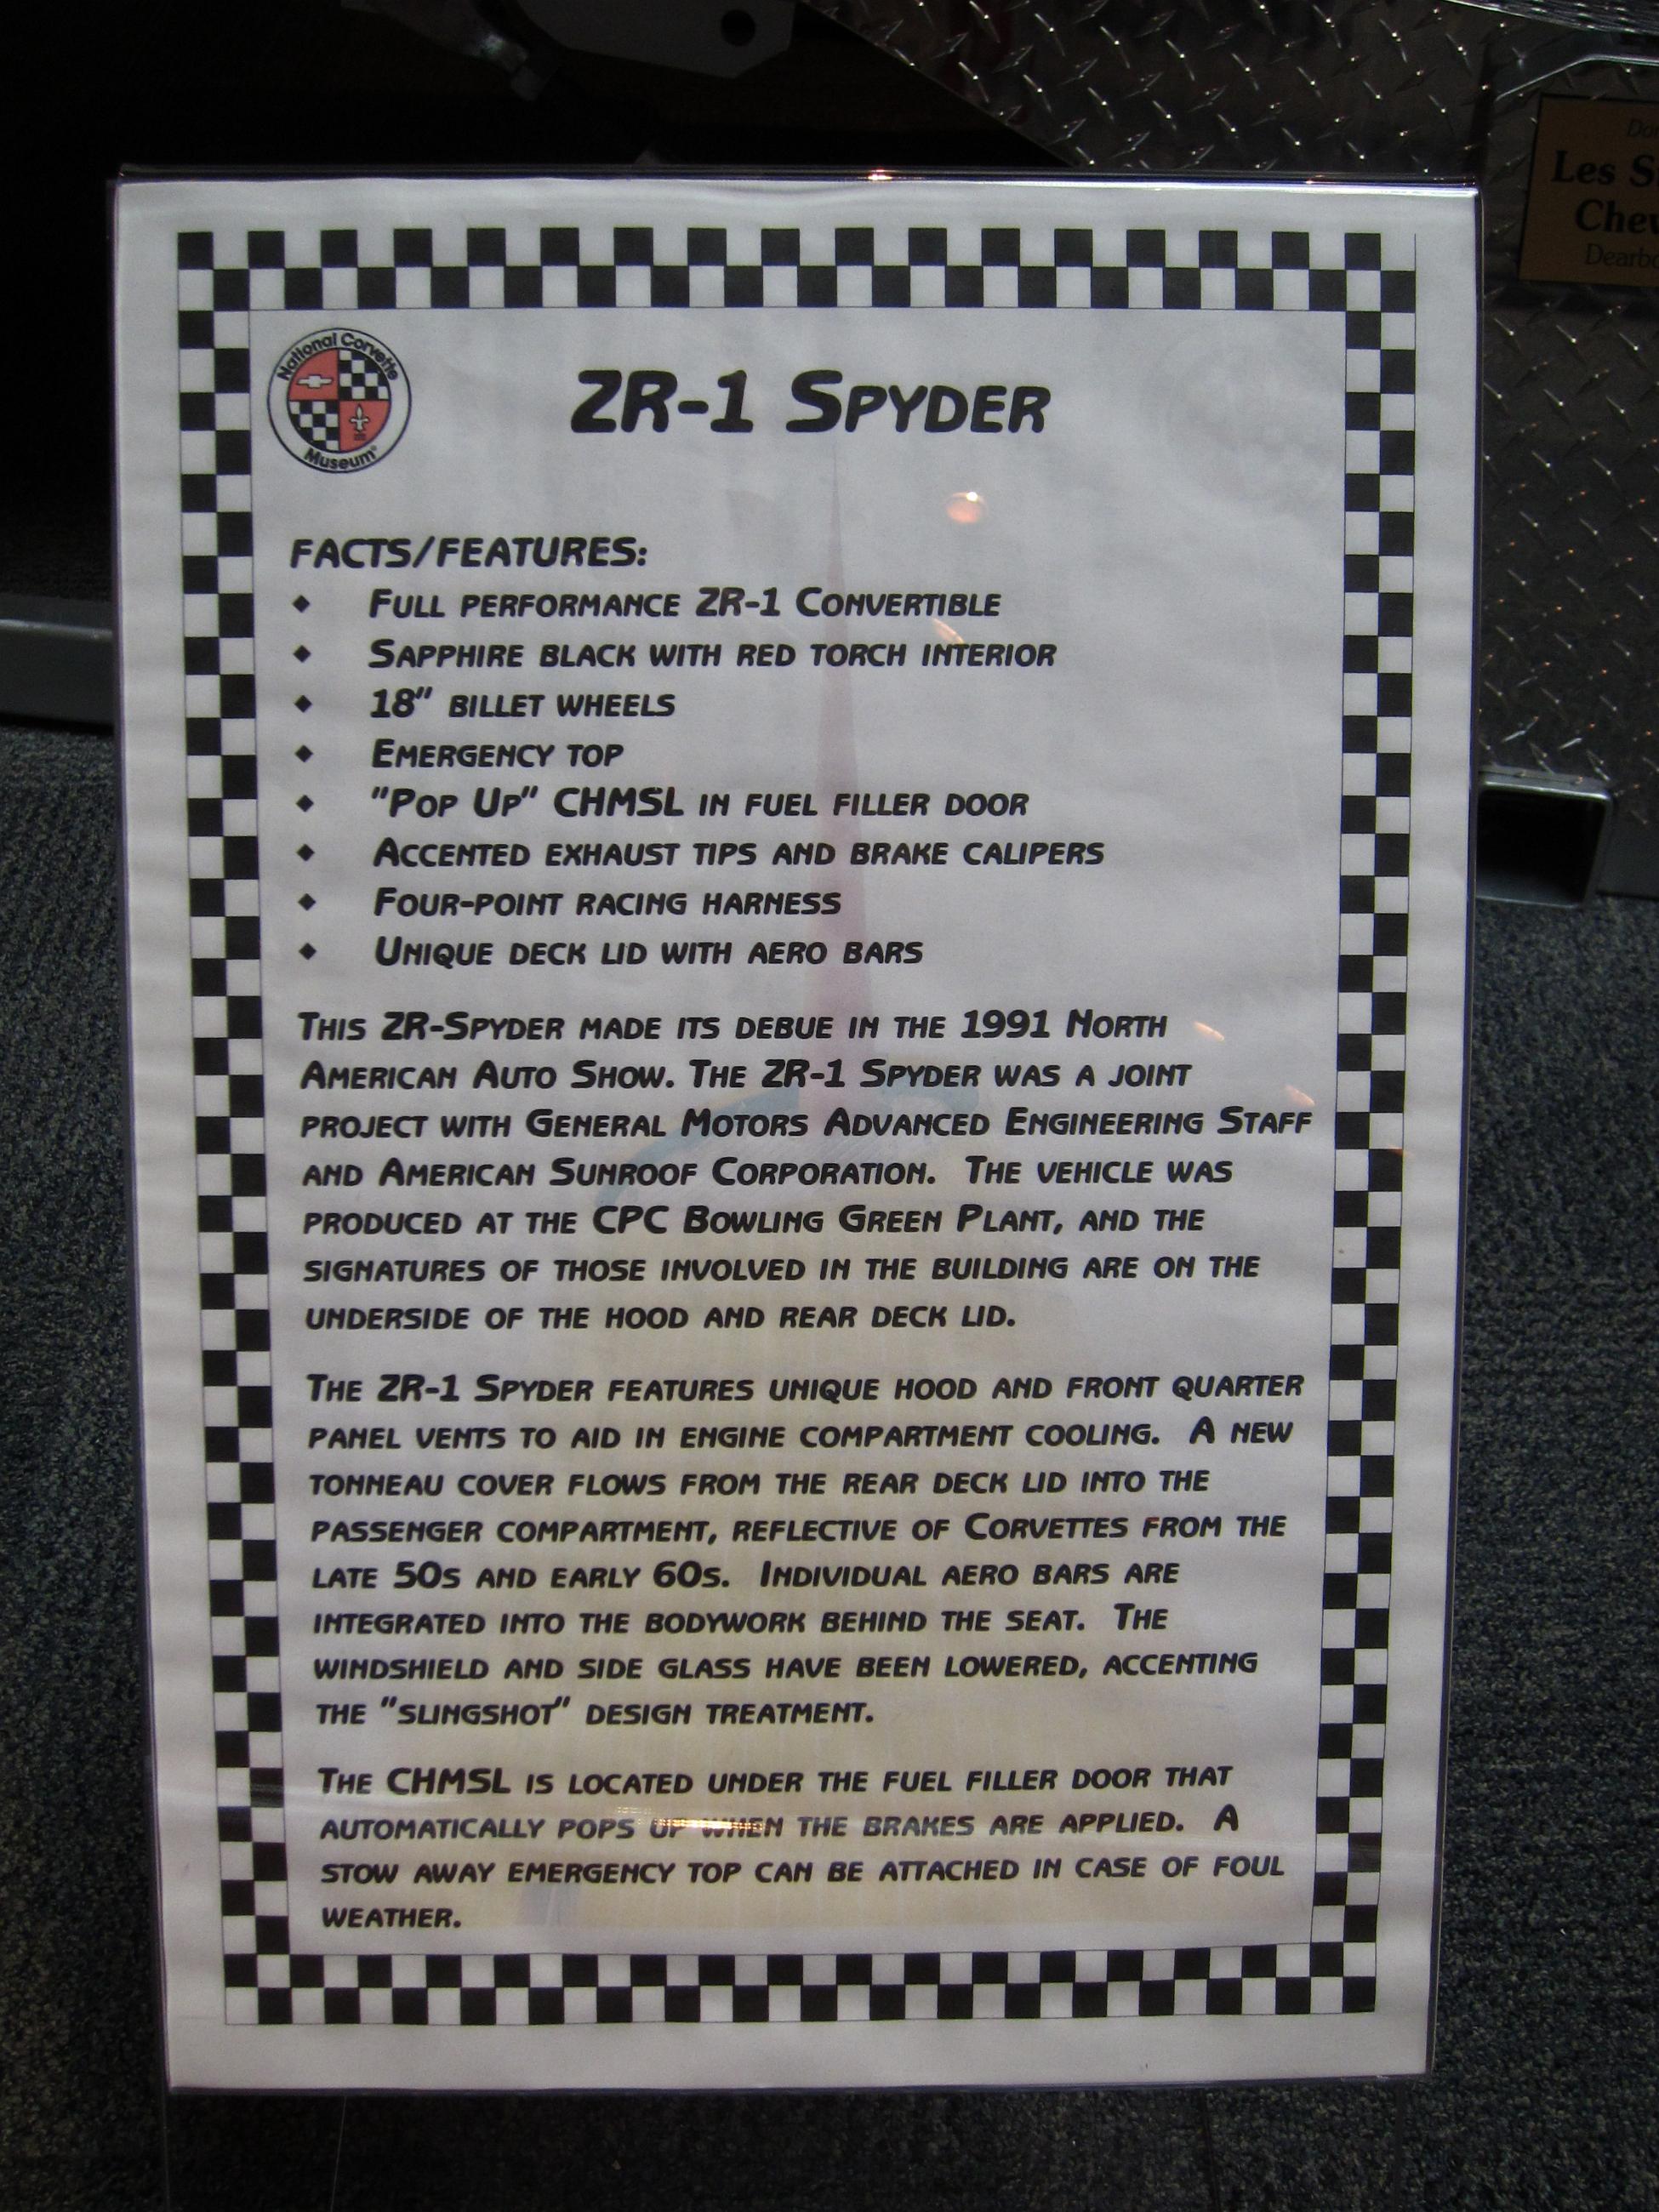 National Corvette
Museum
ZR-1 SPYDER
FACTS/FEATURES:
♦ FULL PERFORMANCE ZR-1 CONVERTIBLE
♦ SAPPHIRE BLACK WITH RED TORCH INTERIOR
♦ 18" BILLET WHEELS
♦ EMERGENCY TOP
♦ "POP UP" CHMSL IN FUEL FILLER DOOR
♦ ACCENTED EXHAUST TIPS AND BRAKE CALIPERS
♦ FOUR-POINT RACING HARNESS
♦ UNIQUE DECK LID WITH AERO BARS
THIS ZR-SPYDER MADE ITS DEBUE IN THE 1991 NORTH
AMERICAN AUTO SHOW. THE ZR-1 SPYDER WAS A JOINT
PROJECT WITH GENERAL MOTORS ADVANCED ENGINEERING STAFF
AND AMERICAN SUNROOF CORPORATION. THE VEHICLE WAS
PRODUCED AT THE CPC BOWLING GREEN PLANT, AND THE
SIGNATURES OF THOSE INVOLVED IN THE BUILDING ARE ON THE
UNDERSIDE OF THE HOOD AND REAR DECK LID.
THE ZR-1 SPYDER FEATURES UNIQUE HOOD AND FRONT QUARTER
PANEL VENTS TO AID IN ENGINE COMPARTMENT COOLING. A NEW
TONNEAU COVER FLOWS FROM THE REAR DECK LID INTO THE
PASSENGER COMPARTMENT, REFLECTIVE OF CORVETTES FROM THE
LATE 50S AND EARLY 60S. INDIVIDUAL AERO BARS ARE
INTEGRATED INTO THE BODYWORK BEHIND THE SEAT. THE
WINDSHIELD AND SIDE GLASS HAVE BEEN LOWERED, ACCENTING
THE "SLINGSHOT" DESIGN TREATMENT.
THE CHMSL IS LOCATED UNDER THE FUEL FILLER DOOR THAT
AUTOMATICALLY POPS UP WHEN THE BRAKES ARE APPLIED. A
STOW AWAY EMERGENCY TOP CAN BE ATTACHED IN CASE OF FOUL
WEATHER.
Les